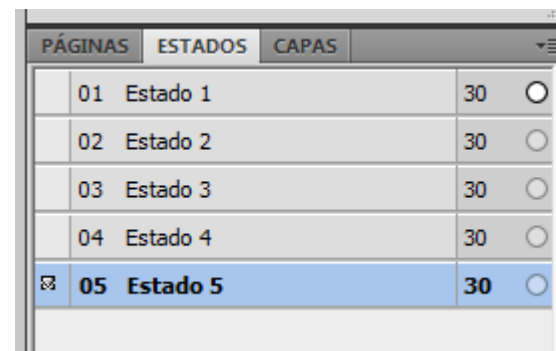 PÁGINAS ESTADOS CAPAS
01 Estado 1 30
02 Estado 2 30
03 Estado 3 30
04 Estado 4 30
05 Estado 5 30